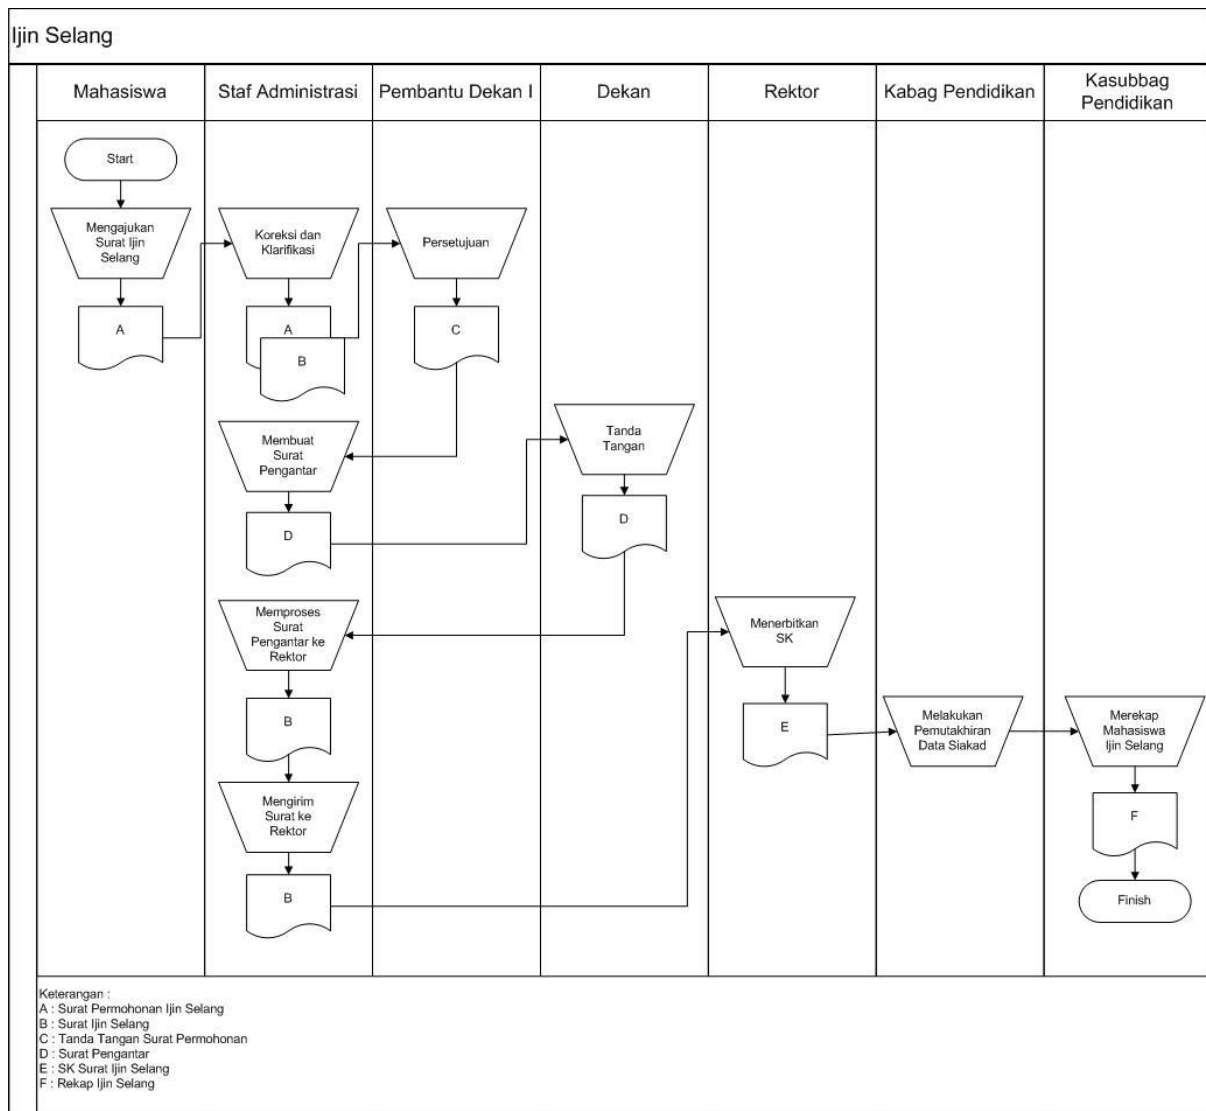 Ijin Selang
Mahasiswa
Staf Administrasi
Pembantu Dekan I
Dekan
Rektor
Kabag Pendidikan
Kasubbag
Pendidikan
Start
Mengajukan
Surat Ijin
Selang
A
Koreksi dan
Klarifikasi
A
B
Persetujuan
C
Membuat
Surat
Pengantar
D
Tanda
Tangan
D
Memproses
Surat
Pengantar ke
Rektor
B
Mengirim
Surat ke
Rektor
B
Menerbitkan
SK
E
Melakukan
Pemutakhiran
Data Siakad
Merekap
Mahasiswa
Ijin Selang
F
Finish
Keterangan :
A : Surat Permohonan Ijin Selang
B : Surat Ijin Selang
C : Tanda Tangan Surat Permohonan
D : Surat Pengantar
E : SK Surat Ijin Selang
F : Rekap Ijin Selang